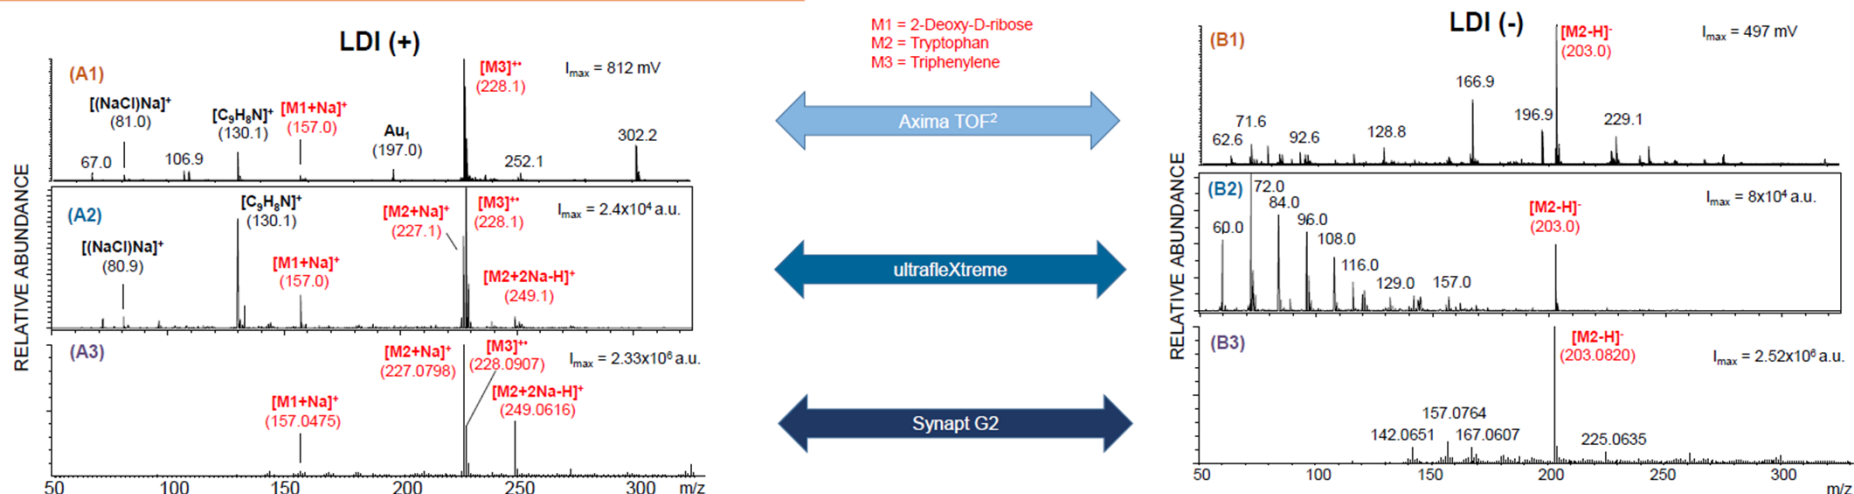 LDI (+)
M1 = 2-Deoxy-D-ribose
M2 = Tryptophan
M3 = Triphenylene
LDI (-)
RELATIVE ABUNDANCE
(A1)
[(NaCl)Na]⁺
(81.0)
[C₉H₈N]⁺
(130.1)
[M1+Na]⁺
(157.0)
Au₁
(197.0)
[M3]⁺•
(228.1)
Iₘₐₓ = 812 mV
67.0
106.9
252.1
302.2
(A2)
[(NaCl)Na]⁺
(80.9)
[C₉H₈N]⁺
(130.1)
[M1+Na]⁺
(157.0)
[M2+Na]⁺
(227.1)
[M3]⁺•
(228.1)
[M2+2Na-H]⁺
(249.1)
Iₘₐₓ = 2.4x10⁴ a.u.
(A3)
[M1+Na]⁺
(157.0475)
[M2+Na]⁺
(227.0798)
[M3]⁺•
(228.0907)
[M2+2Na-H]⁺
(249.0616)
Iₘₐₓ = 2.33x10⁶ a.u.
50 100 150 200 250 300 m/z
Axima TOF²
ultrafleXtreme
Synapt G2
RELATIVE ABUNDANCE
(B1)
[M2-H]⁻
(203.0)
Iₘₐₓ = 497 mV
62.6
71.6
92.6
128.8
166.9
196.9
229.1
(B2)
60.0
72.0
84.0
96.0
108.0
116.0
129.0
157.0
[M2-H]⁻
(203.0)
Iₘₐₓ = 8x10⁴ a.u.
(B3)
[M2-H]⁻
(203.0820)
Iₘₐₓ = 2.52x10⁶ a.u.
142.0651
157.0764
167.0607
225.0635
50 100 150 200 250 300 m/z